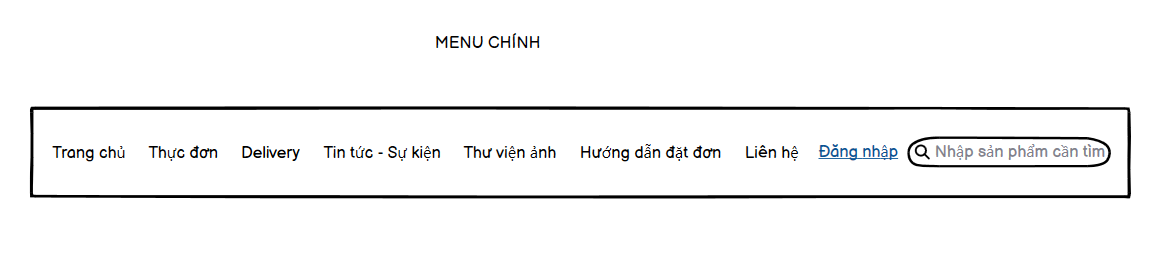 MENU CHÍNH
Trang chủ Thực đơn Delivery Tin tức - Sự kiện Thư viện ảnh Hướng dẫn đặt đơn Liên hệ Đăng nhập Nhập sản phẩm cần tìm